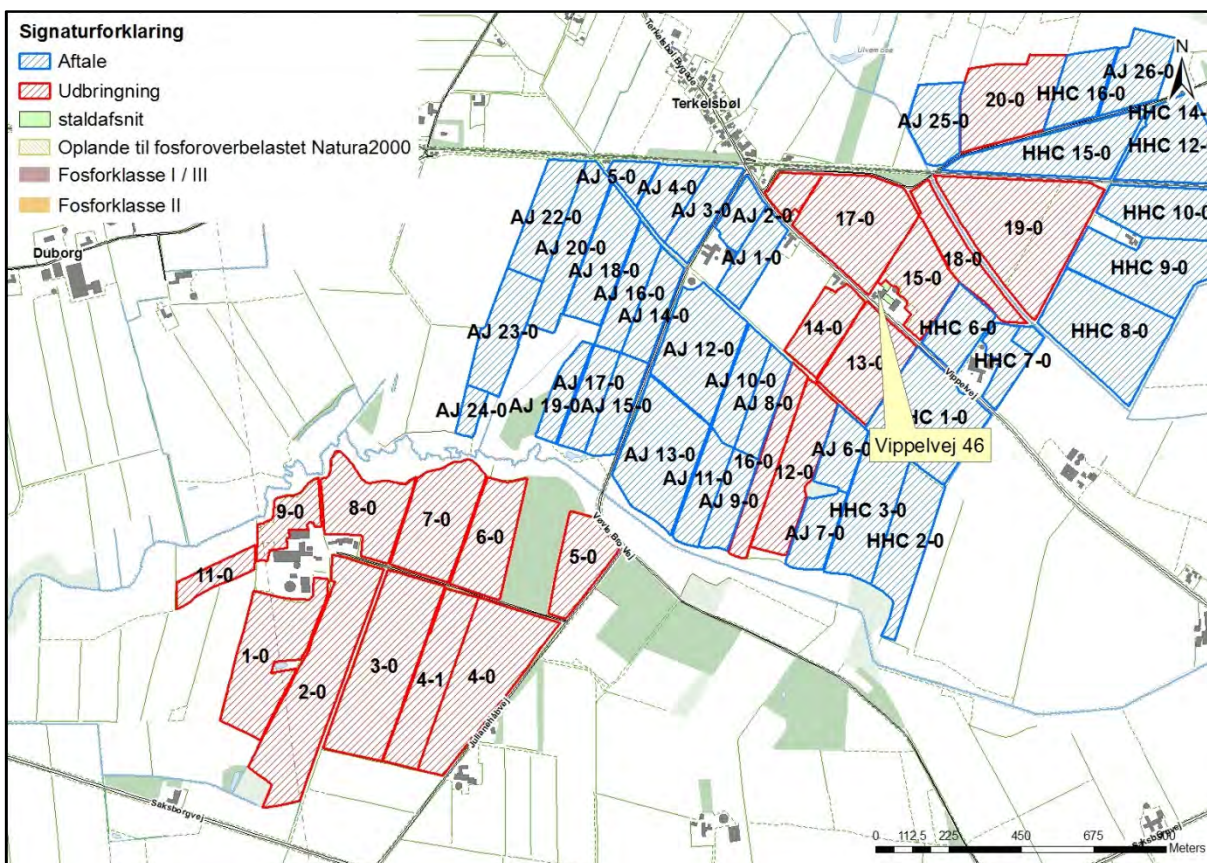 Signaturforklaring
Aftale
Udbringning
staldafsnit
Oplande til fosforoverbelastet Natura2000
Fosforklasse I / III
Fosforklasse II
Terkelsbøl Bygade
Terkelsbøl
N
AJ 26-0
20-0
HHC 16-0
AJ 25-0
HHC 14-
HHC 15-0
HHC 12-
AJ 5-0
AJ 4-0
AJ 3-0
AJ 2-0
17-0
19-0
HHC 10-0
AJ 22-0
Duborg
AJ 20-0
AJ 1-0
18-0
HHC 9-0
AJ 18-0
15-0
AJ 16-0
AJ 14-0
14-0
HHC 6-0
HHC 8-0
AJ 23-0
AJ 12-0
13-0
HHC 7-0
Vippelvej
AJ 17-0
AJ 10-0
AJ 19-0
AJ 15-0
AJ 8-0
HC 1-0
AJ 24-0
Vippelvej 46
AJ 13-0
AJ 6-0
16-0
12-0
AJ 11-0
AJ 9-0
8-0
7-0
9-0
6-0
HHC 3-0
AJ 7-0
HHC 2-0
5-0
11-0
1-0
3-0
4-1
4-0
2-0
Saksborgvej
0 112,5 225 450 675 900
Meters